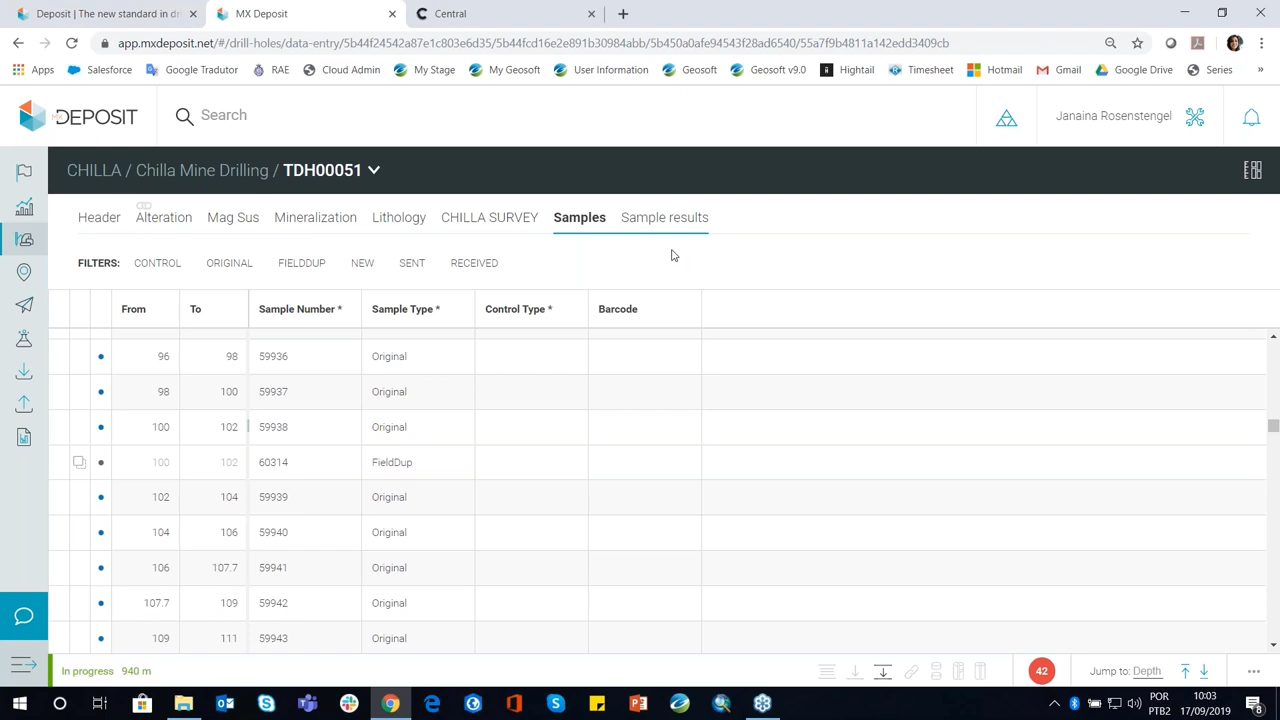 Deposit | The new standard in dr
MX Deposit
Central
app.mxdeposit.net/#/drill-holes/data-entry/5b44f24542a87e1c803e6d35/5b44fcd16e2e891b30984abb/5b450a0afe94543f28ad6540/55a7f9b4811a142edd3409cb
Apps Salesforce Google Tradutor RAE Cloud Admin My Stage My Geosoft User Information Geosoft Geosoft v9.0 Hightail Timesheet Hotmail Gmail Google Drive Series »
DEPOSIT Search Janaina Rosenstengel
CHILLA / Chilla Mine Drilling / TDH00051
Header Alteration Mag Sus Mineralization Lithology CHILLA SURVEY Samples Sample results
FILTERS: CONTROL ORIGINAL FIELDDUP NEW SENT RECEIVED
From To Sample Number * Sample Type * Control Type * Barcode
96 98 59936 Original
98 100 59937 Original
100 102 59938 Original
100 102 60314 FieldDup
102 104 59939 Original
104 106 59940 Original
106 107.7 59941 Original
107.7 109 59942 Original
109 111 59943 Original
In progress 940 m 42 Jump to: Depth
POR 10:03
PTB2 17/09/2019 8